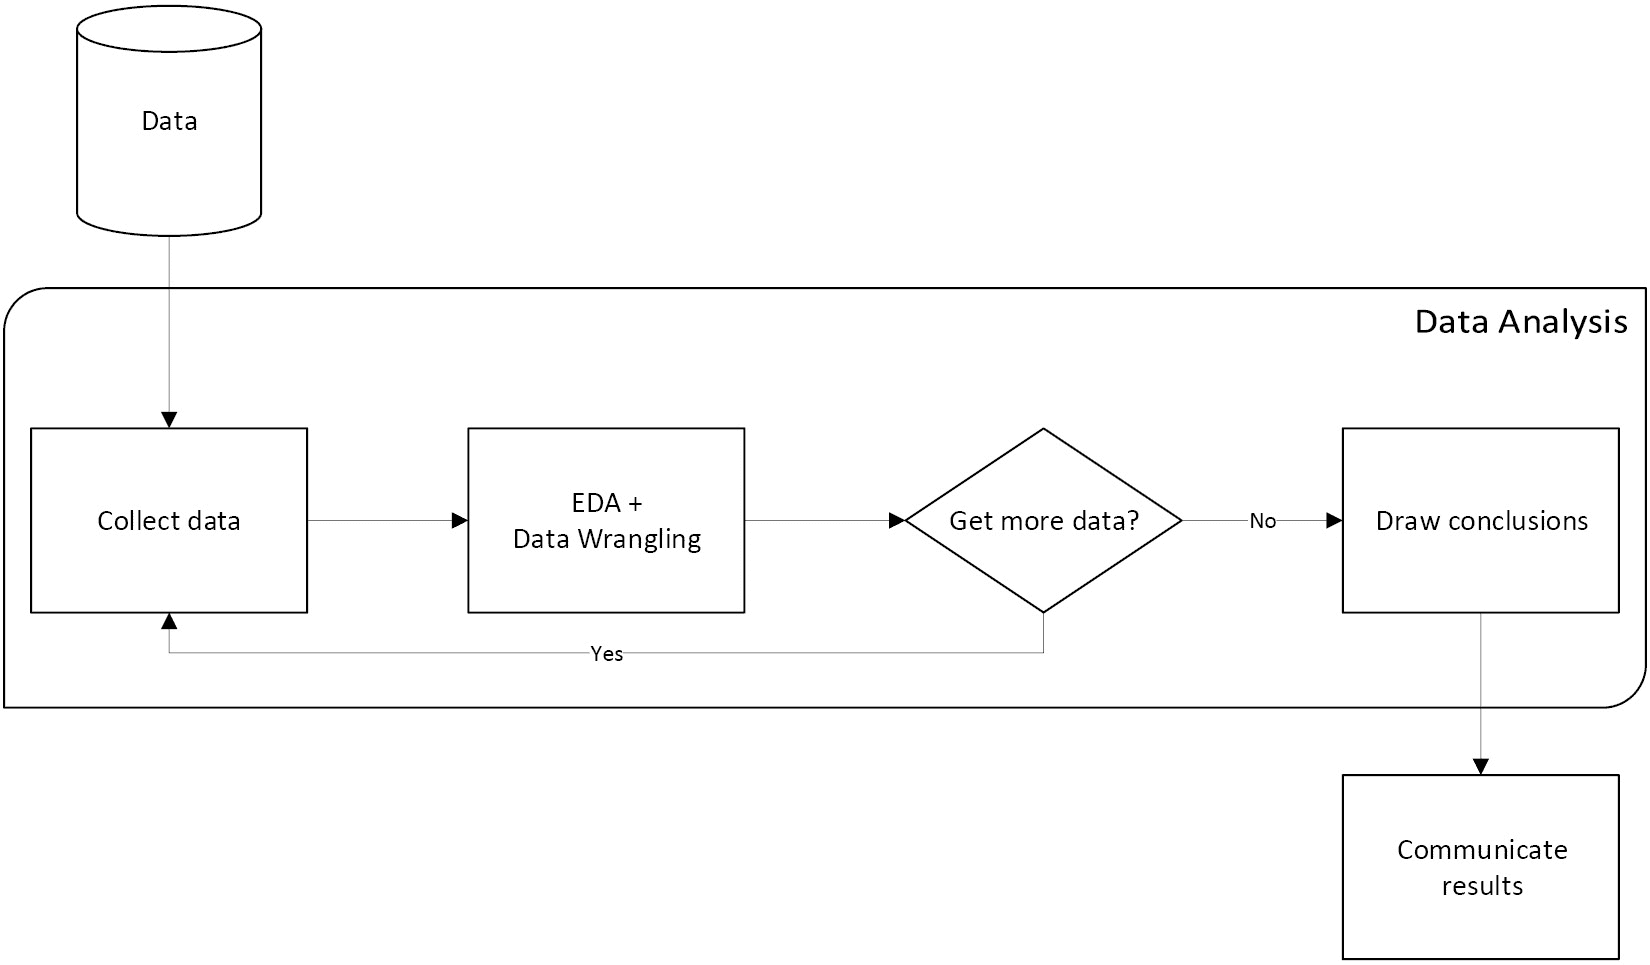 Data
Data Analysis
Collect data
EDA +
Data Wrangling
Get more data?
No
Draw conclusions
Yes
Communicate
results